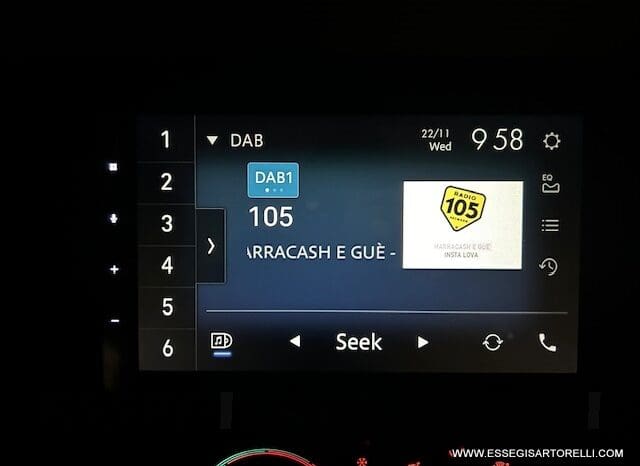 1
2
3
4
5
6
DAB
22/11
Wed
9 58
DAB1
105
ARRACASH E GUÈ -
RADIO
105
NETWORK
MARRACASH E GUÈ
INSTA LOVA
EQ
Seek
WWW.ESSEGISARTORELLI.COM